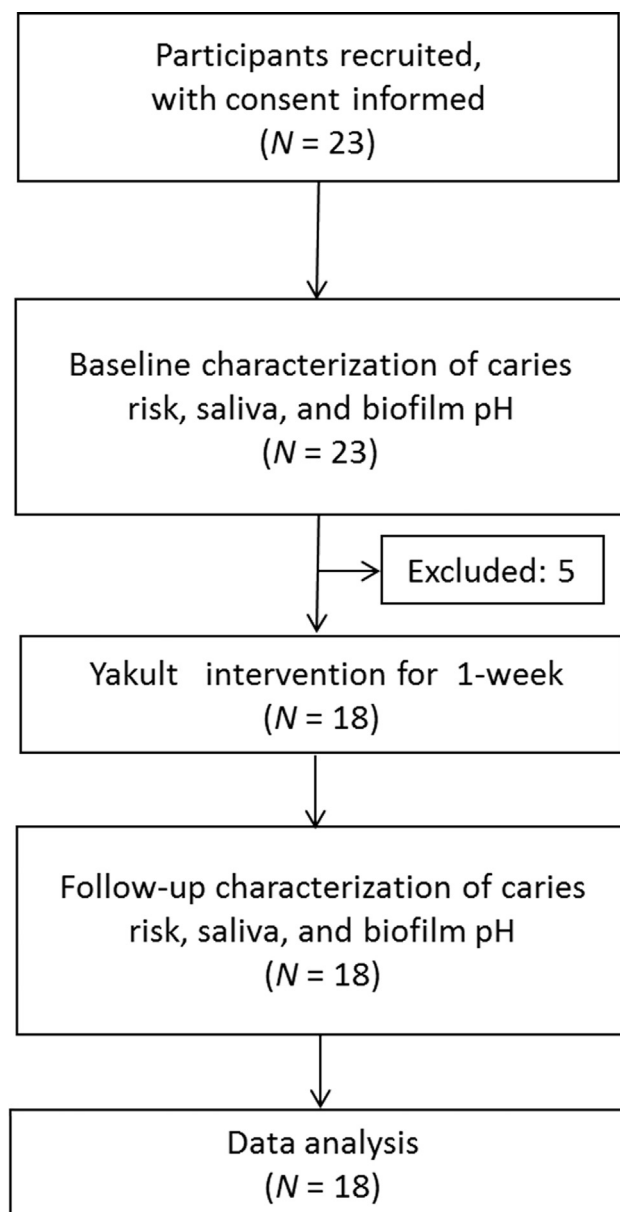 Participants recruited,
with consent informed
(N = 23)
Baseline characterization of caries
risk, saliva, and biofilm pH
(N = 23)
Excluded: 5
Yakult intervention for 1-week
(N = 18)
Follow-up characterization of caries
risk, saliva, and biofilm pH
(N = 18)
Data analysis
(N = 18)